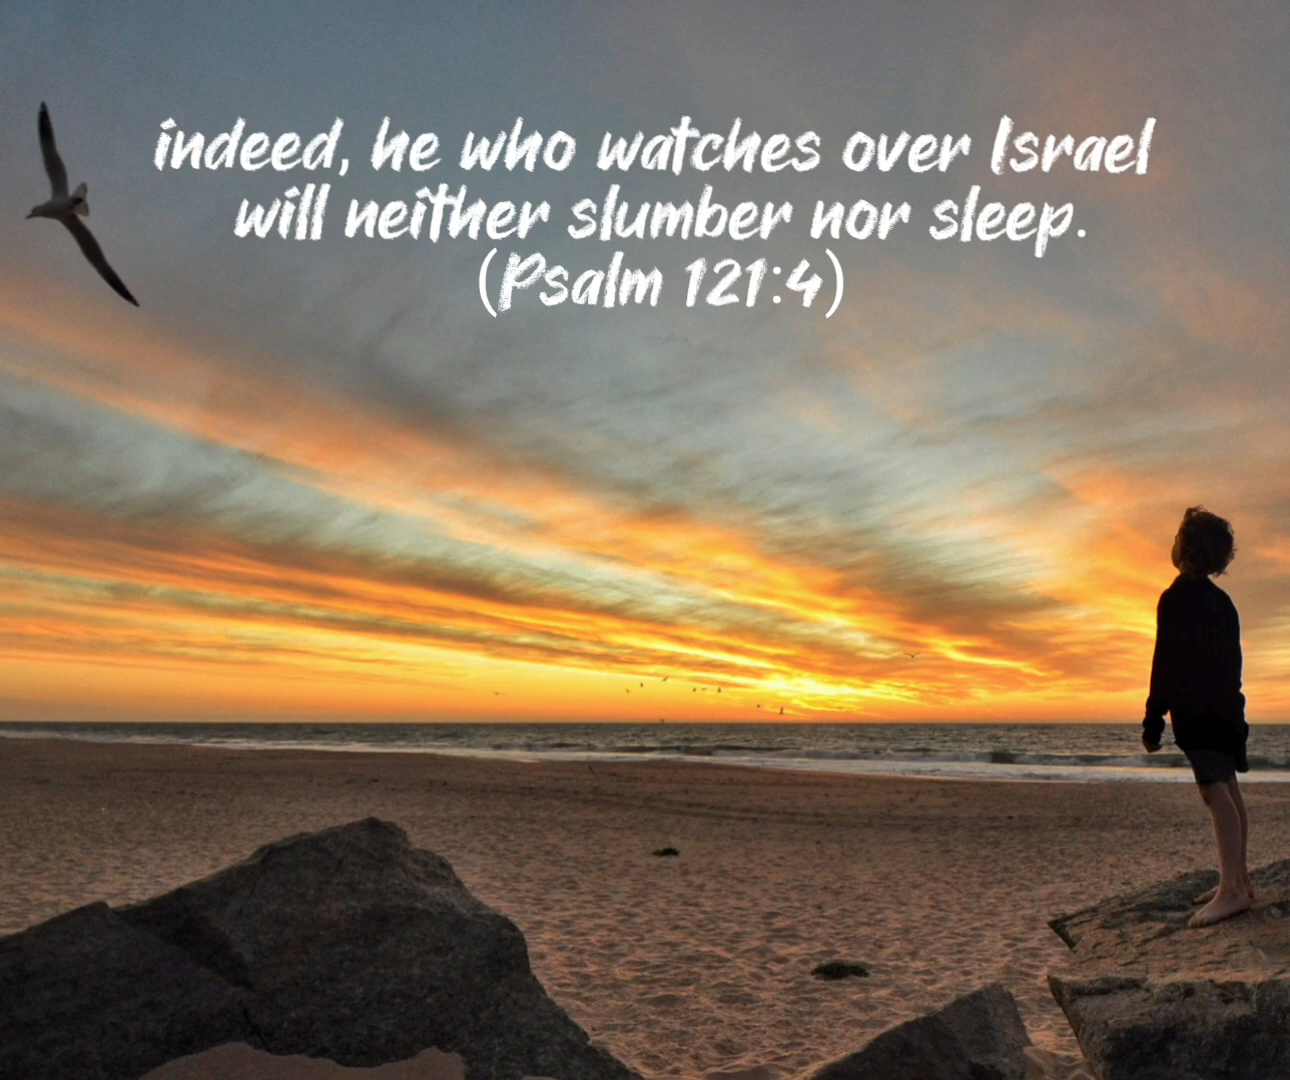 indeed, he who watches over Israel
will neither slumber nor sleep.
(Psalm 121:4)